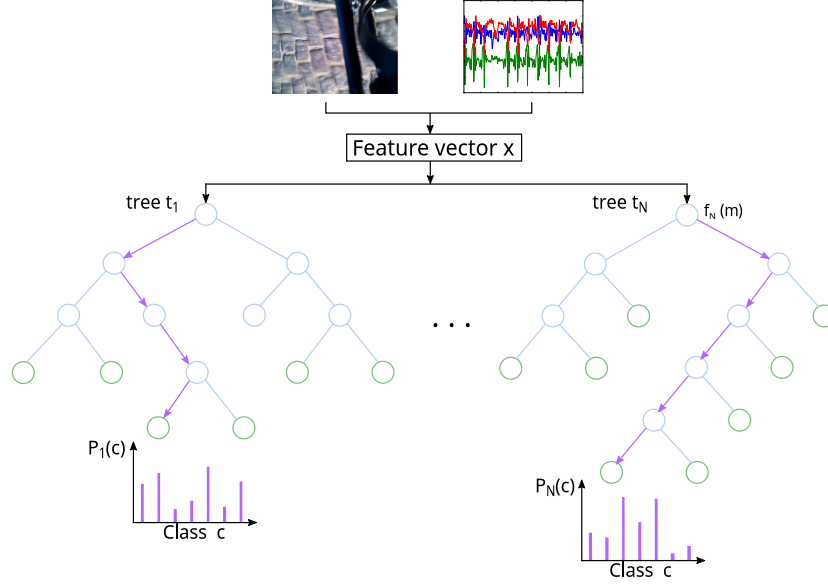 Feature vector x
tree t1
tree tN
fN (m)
. . .
P1(c)
Class c
PN(c)
Class c